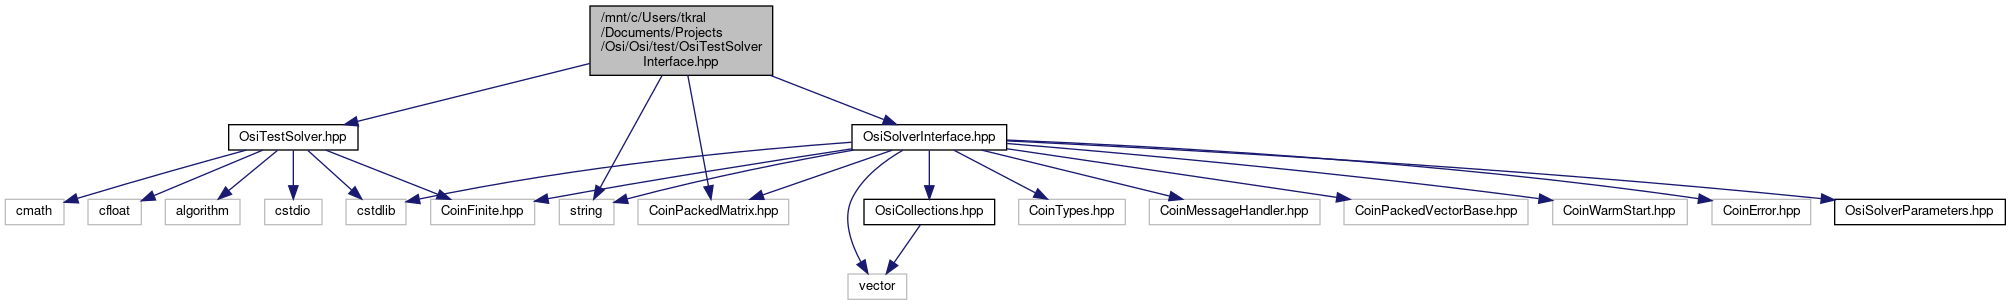 /mnt/c/Users/tkral
/Documents/Projects
/Osi/Osi/test/OsiTestSolver
Interface.hpp
OsiTestSolver.hpp
OsiSolverInterface.hpp
cmath
cfloat
algorithm
cstdio
cstdlib
CoinFinite.hpp
string
CoinPackedMatrix.hpp
OsiCollections.hpp
CoinTypes.hpp
CoinMessageHandler.hpp
CoinPackedVectorBase.hpp
CoinWarmStart.hpp
CoinError.hpp
OsiSolverParameters.hpp
vector